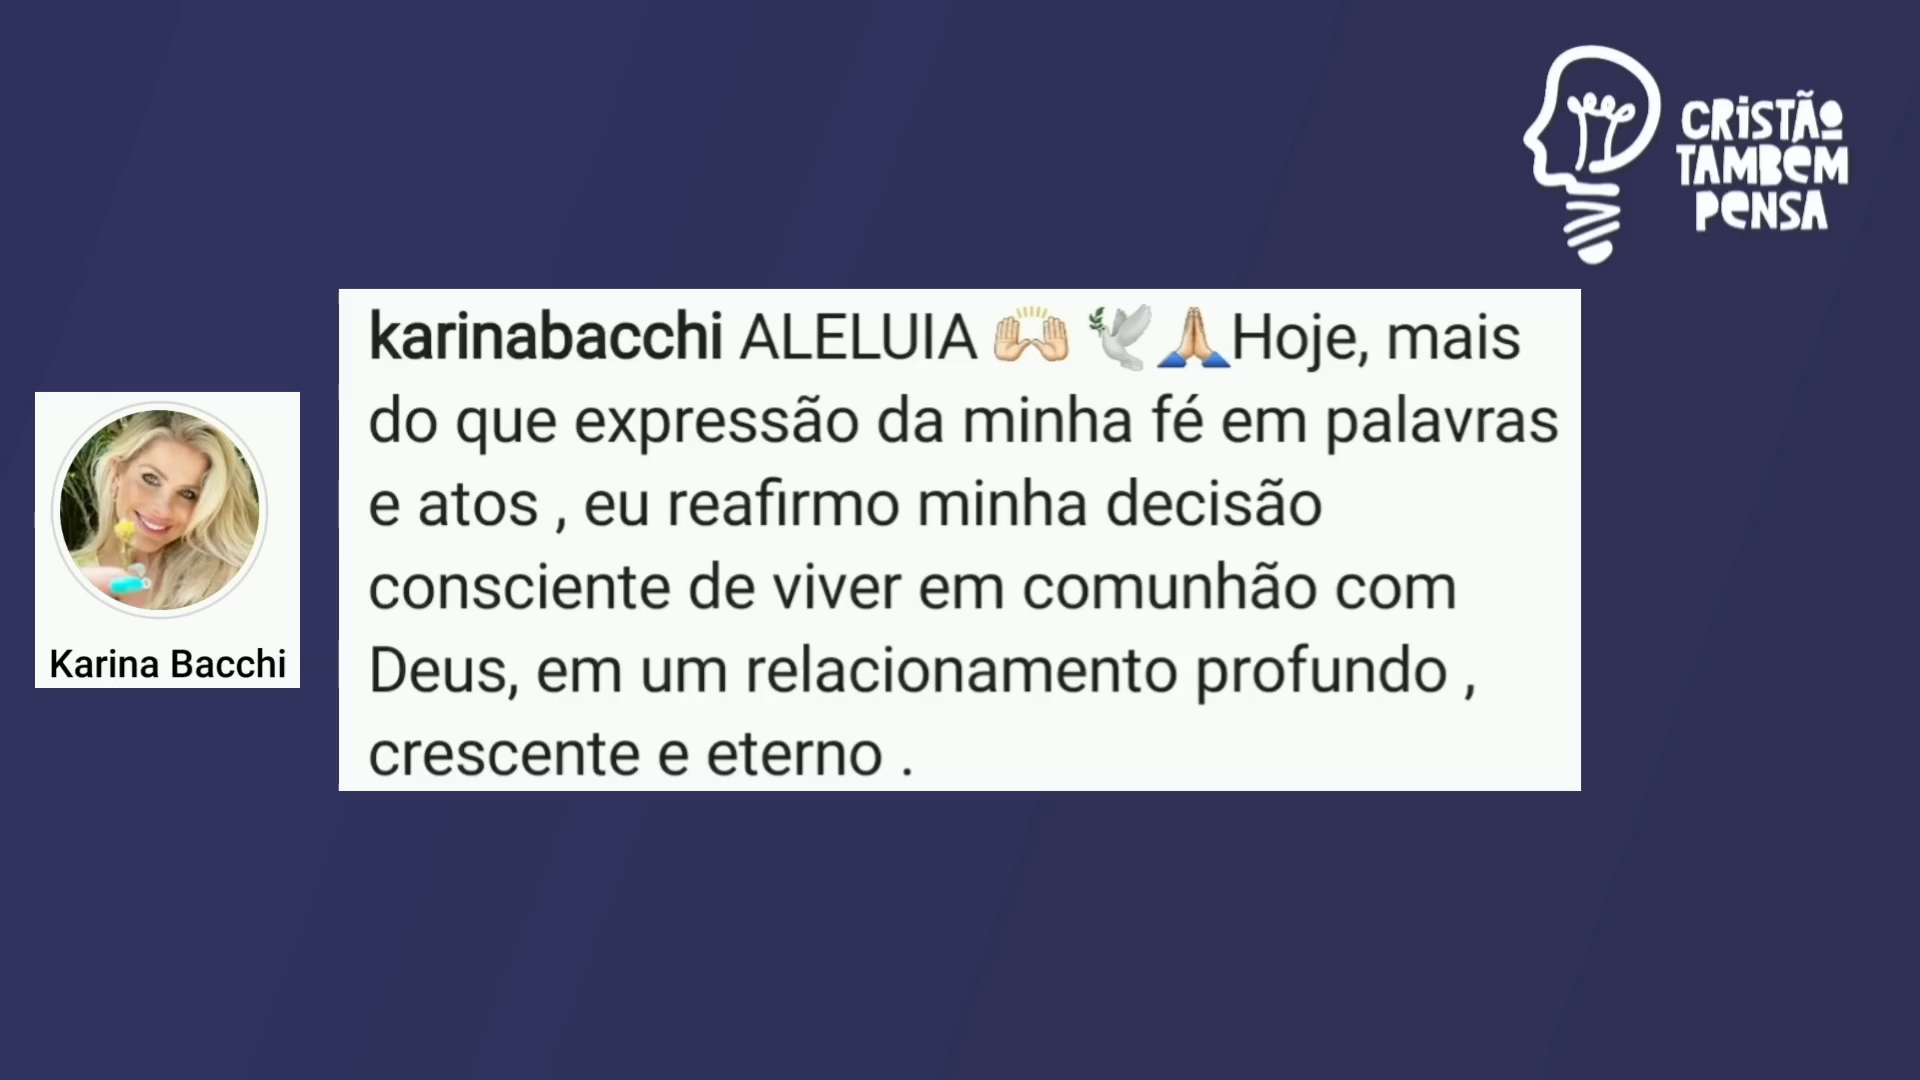 CRISTÃO
TAMBÉM
PENSA
karinabacchi ALELUIA 🙌🏻 🕊️🙏🏻Hoje, mais
do que expressão da minha fé em palavras
e atos , eu reafirmo minha decisão
consciente de viver em comunhão com
Deus, em um relacionamento profundo ,
crescente e eterno .
Karina Bacchi